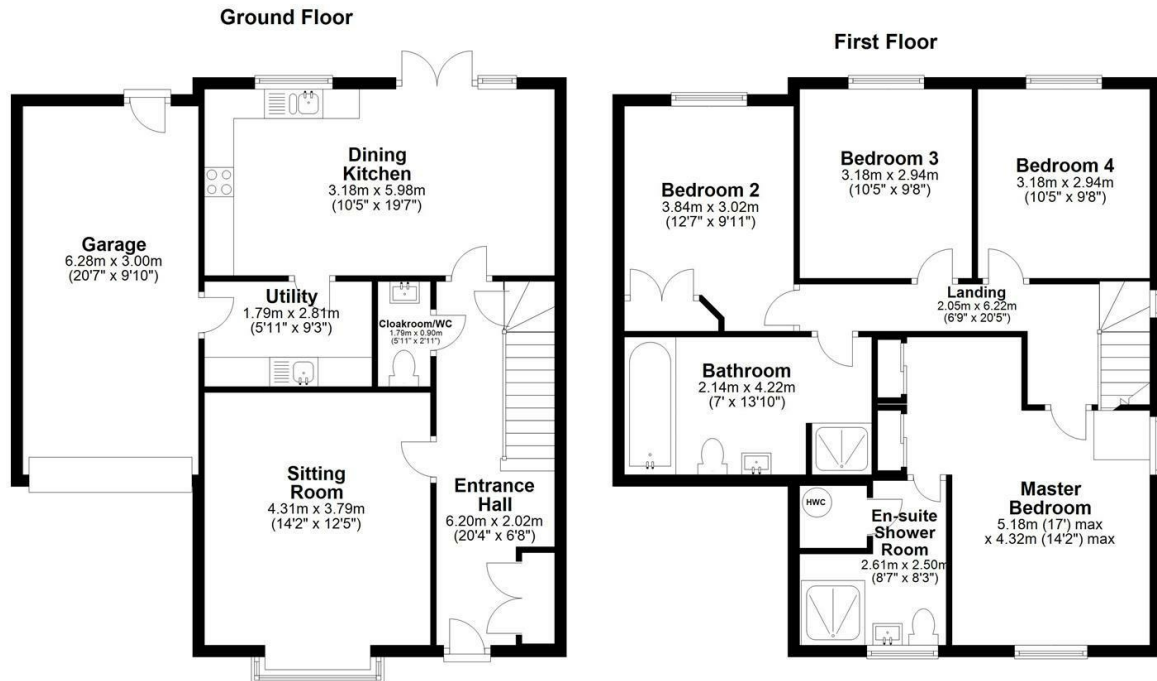 Ground Floor
Dining
Kitchen
3.18m x 5.98m
(10'5" x 19'7")
Garage
6.28m x 3.00m
(20'7" x 9'10")
Utility
1.79m x 2.81m
(5'11" x 9'3")
Cloakroom/WC
1.79m x 0.90m
(5'11" x 2'11")
Sitting
Room
4.31m x 3.79m
(14'2" x 12'5")
Entrance
Hall
6.20m x 2.02m
(20'4" x 6'8")
First Floor
Bedroom 2
3.84m x 3.02m
(12'7" x 9'11")
Bedroom 3
3.18m x 2.94m
(10'5" x 9'8")
Bedroom 4
3.18m x 2.94m
(10'5" x 9'8")
Landing
2.05m x 6.22m
(6'9" x 20'5")
Bathroom
2.14m x 4.22m
(7' x 13'10")
HWC
En-suite
Shower
Room
2.61m x 2.50m
(8'7" x 8'3")
Master
Bedroom
5.18m (17') max
x 4.32m (14'2") max